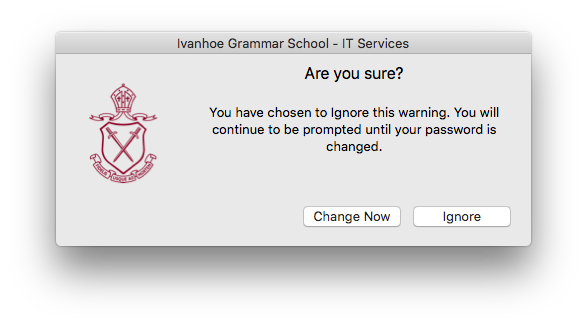 Ivanhoe Grammar School - IT Services
Are you sure?
You have chosen to Ignore this warning. You will
continue to be prompted until your password is
changed.
Change Now
Ignore